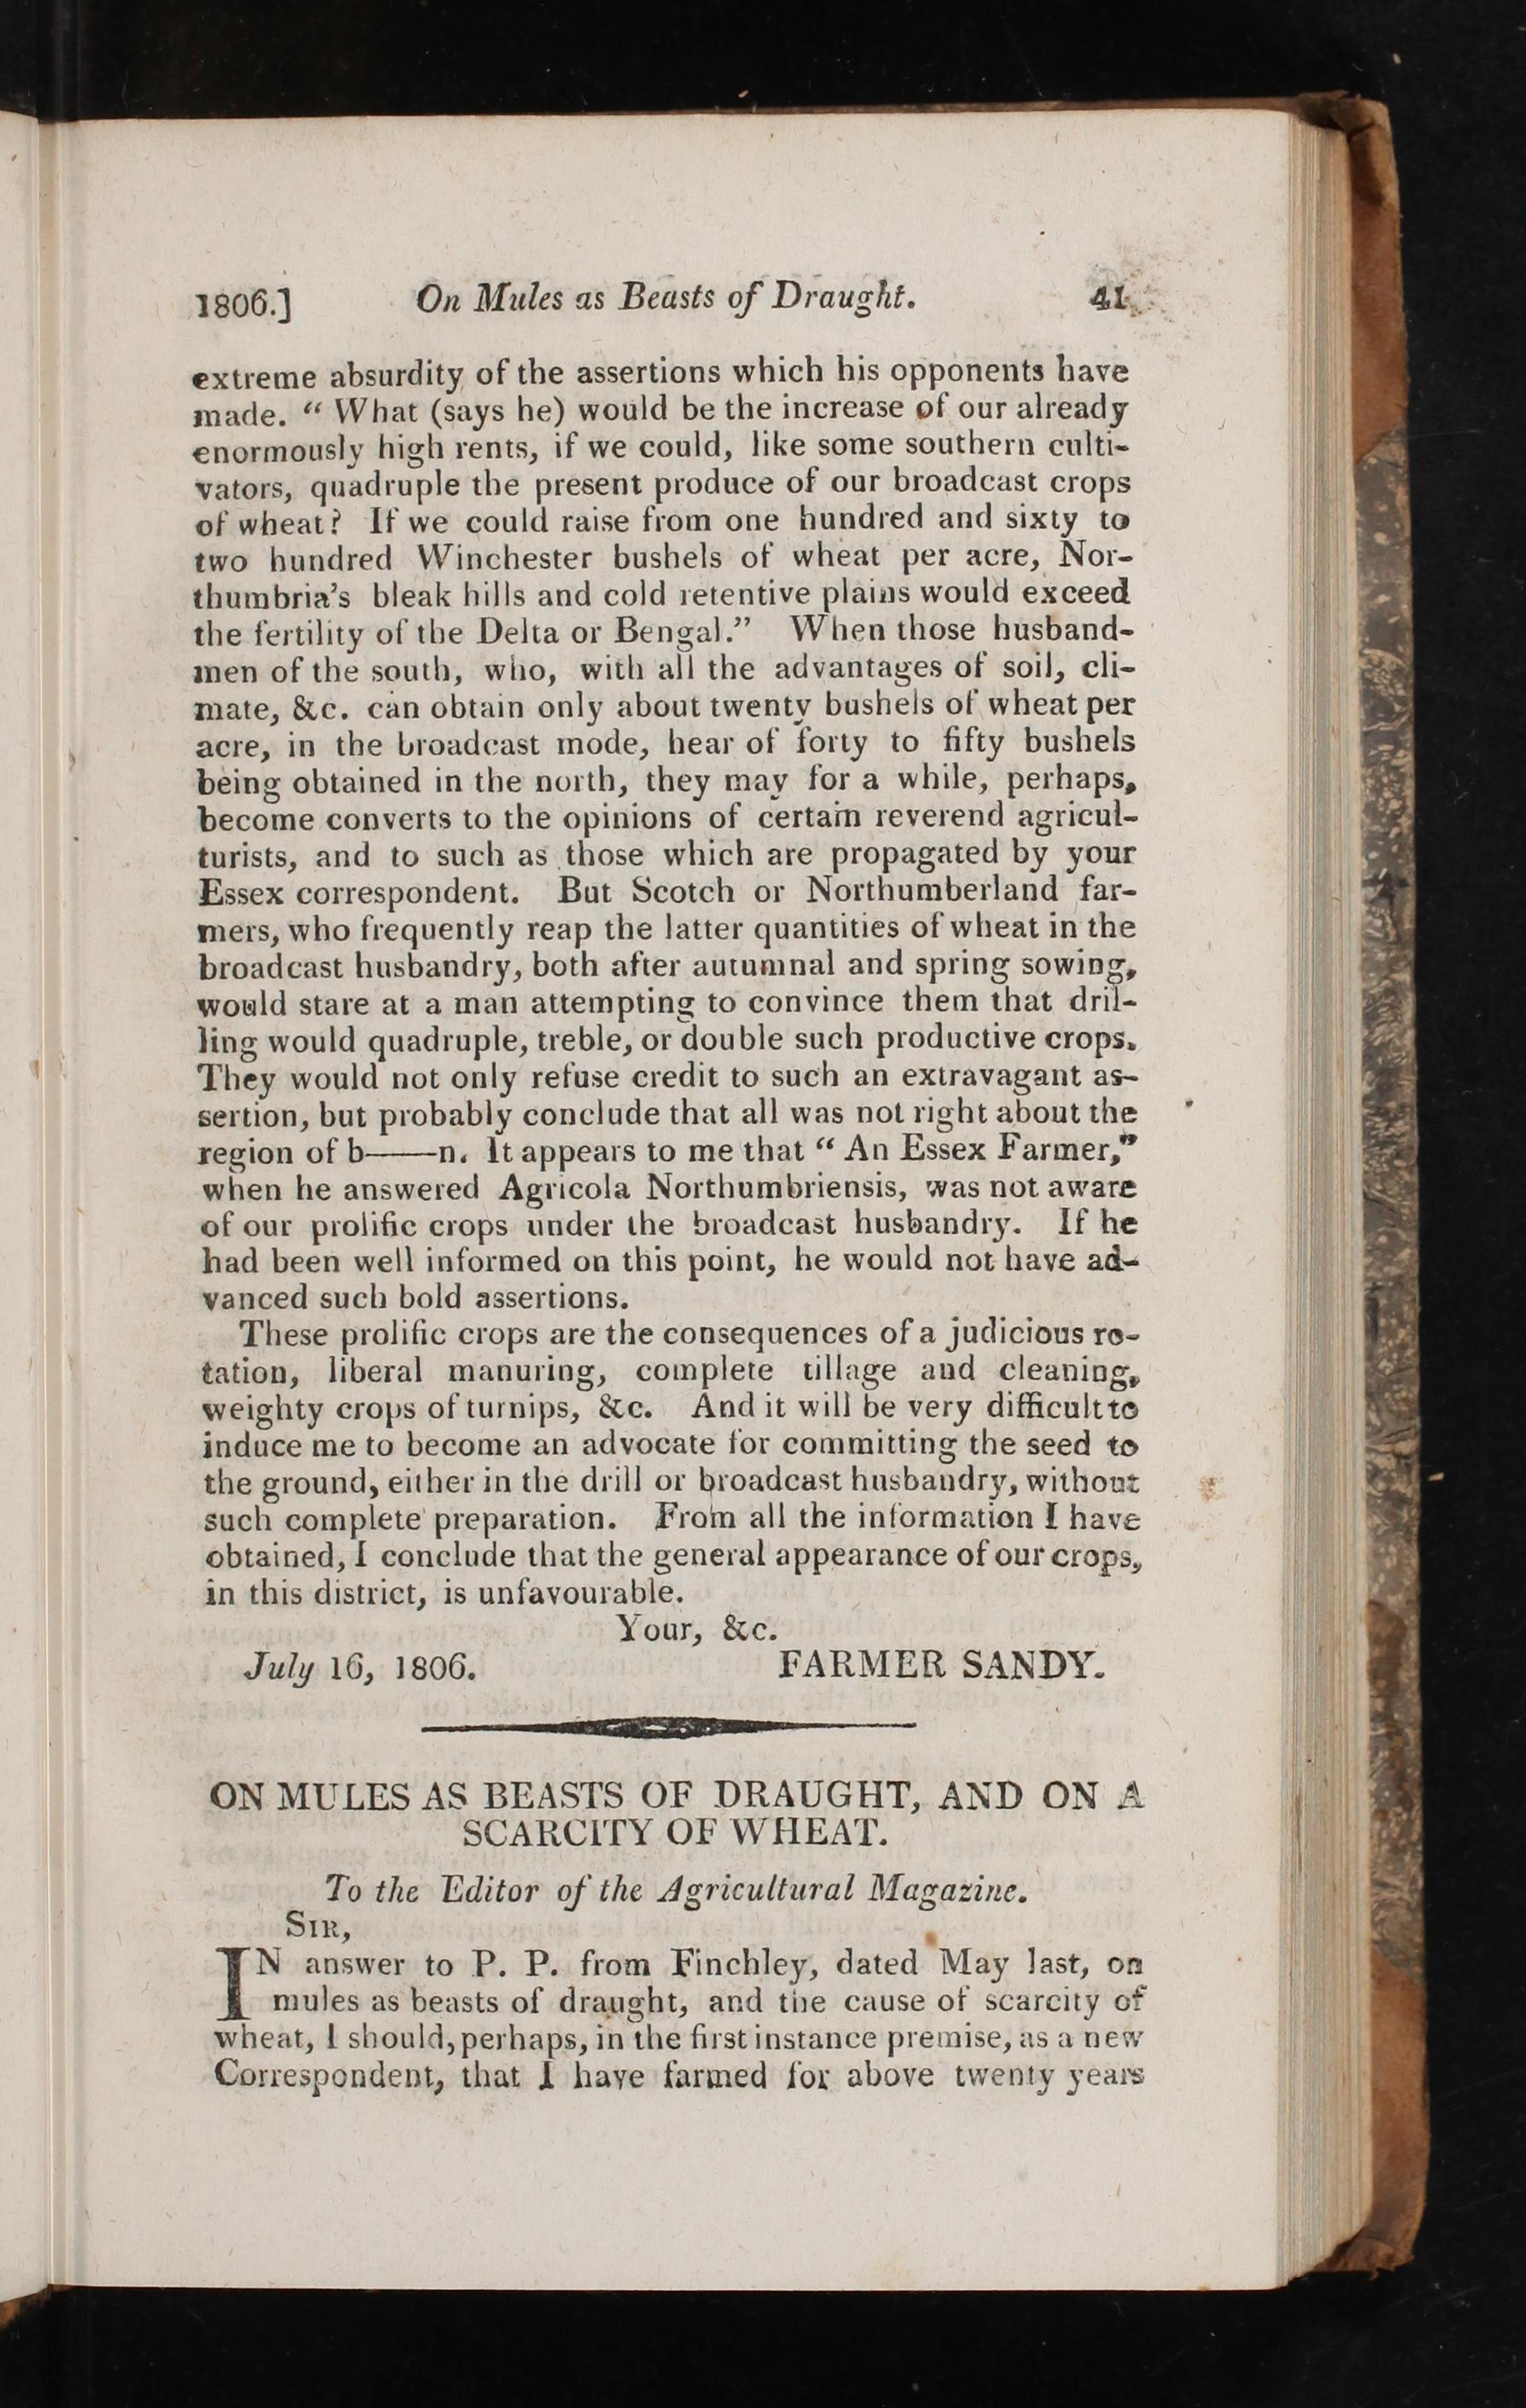 1806.] On Mules as Beasts of Draught. 41
extreme absurdity of the assertions which his opponents have
made. “ What (says he) would be the increase of our already
enormously high rents, if we could, like some southern culti-
vators, quadruple the present produce of our broadcast crops
of wheat? If we could raise from one hundred and sixty to
two hundred Winchester bushels of wheat per acre, Nor-
thumbria’s bleak hills and cold retentive plains would exceed
the fertility of the Delta or Bengal.” When those husband-
men of the south, who, with all the advantages of soil, cli-
mate, &c. can obtain only about twenty bushels of wheat per
acre, in the broadcast mode, hear of forty to fifty bushels
being obtained in the north, they may for a while, perhaps,
become converts to the opinions of certain reverend agricul-
turists, and to such as those which are propagated by your
Essex correspondent. But Scotch or Northumberland far-
mers, who frequently reap the latter quantities of wheat in the
broadcast husbandry, both after autumnal and spring sowing,
would stare at a man attempting to convince them that dril-
ling would quadruple, treble, or double such productive crops.
They would not only refuse credit to such an extravagant as-
sertion, but probably conclude that all was not right about the
region of b——n. It appears to me that “ An Essex Farmer,”
when he answered Agricola Northumbriensis, was not aware
of our prolific crops under the broadcast husbandry. If he
had been well informed on this point, he would not have ad-
vanced such bold assertions.
These prolific crops are the consequences of a judicious ro-
tation, liberal manuring, complete tillage and cleaning,
weighty crops of turnips, &c. And it will be very difficult to
induce me to become an advocate for committing the seed to
the ground, either in the drill or broadcast husbandry, without
such complete preparation. From all the information I have
obtained, I conclude that the general appearance of our crops,
in this district, is unfavourable.
Your, &c.
July 16, 1806. FARMER SANDY.
ON MULES AS BEASTS OF DRAUGHT, AND ON A
SCARCITY OF WHEAT.
To the Editor of the Agricultural Magazine.
SIR,
IN answer to P. P. from Finchley, dated May last, on
mules as beasts of draught, and the cause of scarcity of
wheat, I should, perhaps, in the first instance premise, as a new
Correspondent, that I have farmed for above twenty years